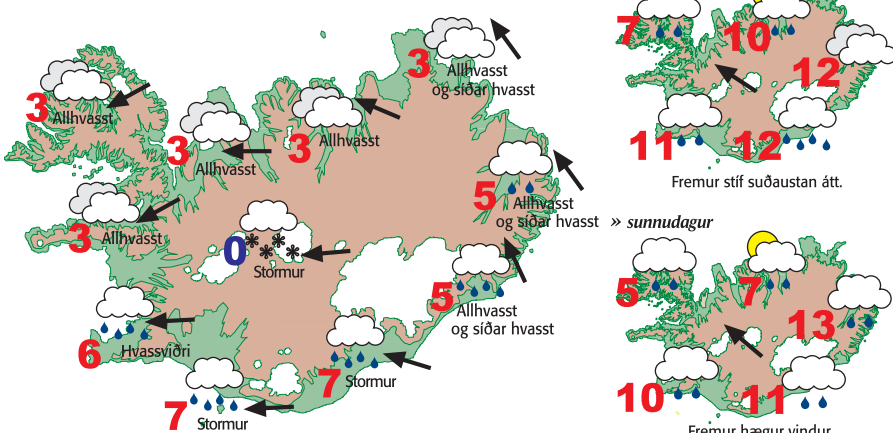 3
Allhvasst
og síðar hvasst
3
Allhvasst
3
Allhvasst
3
Allhvasst
5
Allhvasst
og síðar hvasst
3
Allhvasst
0
Stormur
5
Allhvasst
og síðar hvasst
6
Hvassviðri
7
Stormur
7
Stormur
7
10
12
11
12
Fremur stíf suðaustan átt.
» sunnudagur
5
7
13
10
11
Fremur hægur vindur